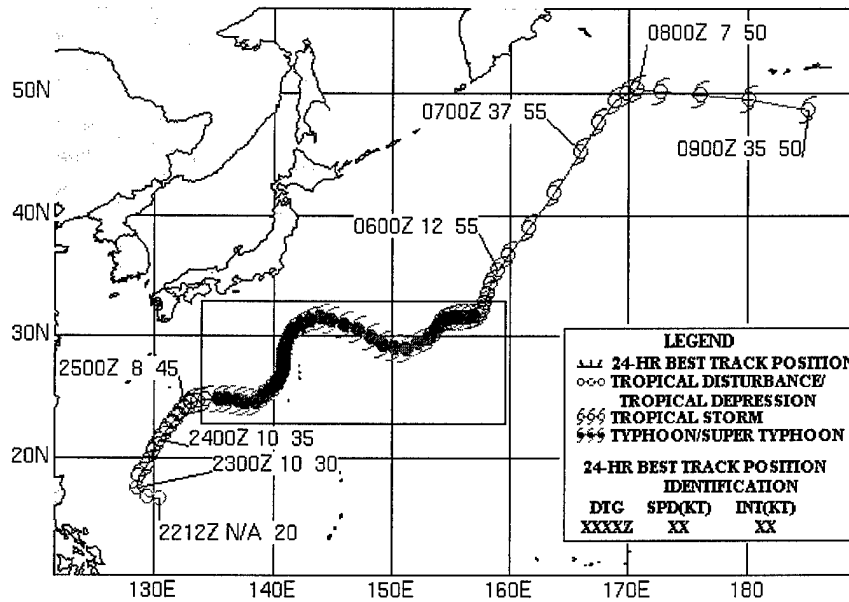 0800Z 7 50
50N
0700Z 37 55
0900Z 35 50
40N
0600Z 12 55
30N
2500Z 8 45
LEGEND
24-HR BEST TRACK POSITION
TROPICAL DISTURBANCE/
TROPICAL DEPRESSION
TROPICAL STORM
TYPHOON/SUPER TYPHOON
2400Z 10 35
20N
2300Z 10 30
24-HR BEST TRACK POSITION
IDENTIFICATION
DTG SPD(KT) INT(KT)
XXXXZ XX XX
2212Z N/A 20
130E 140E 150E 160E 170E 180